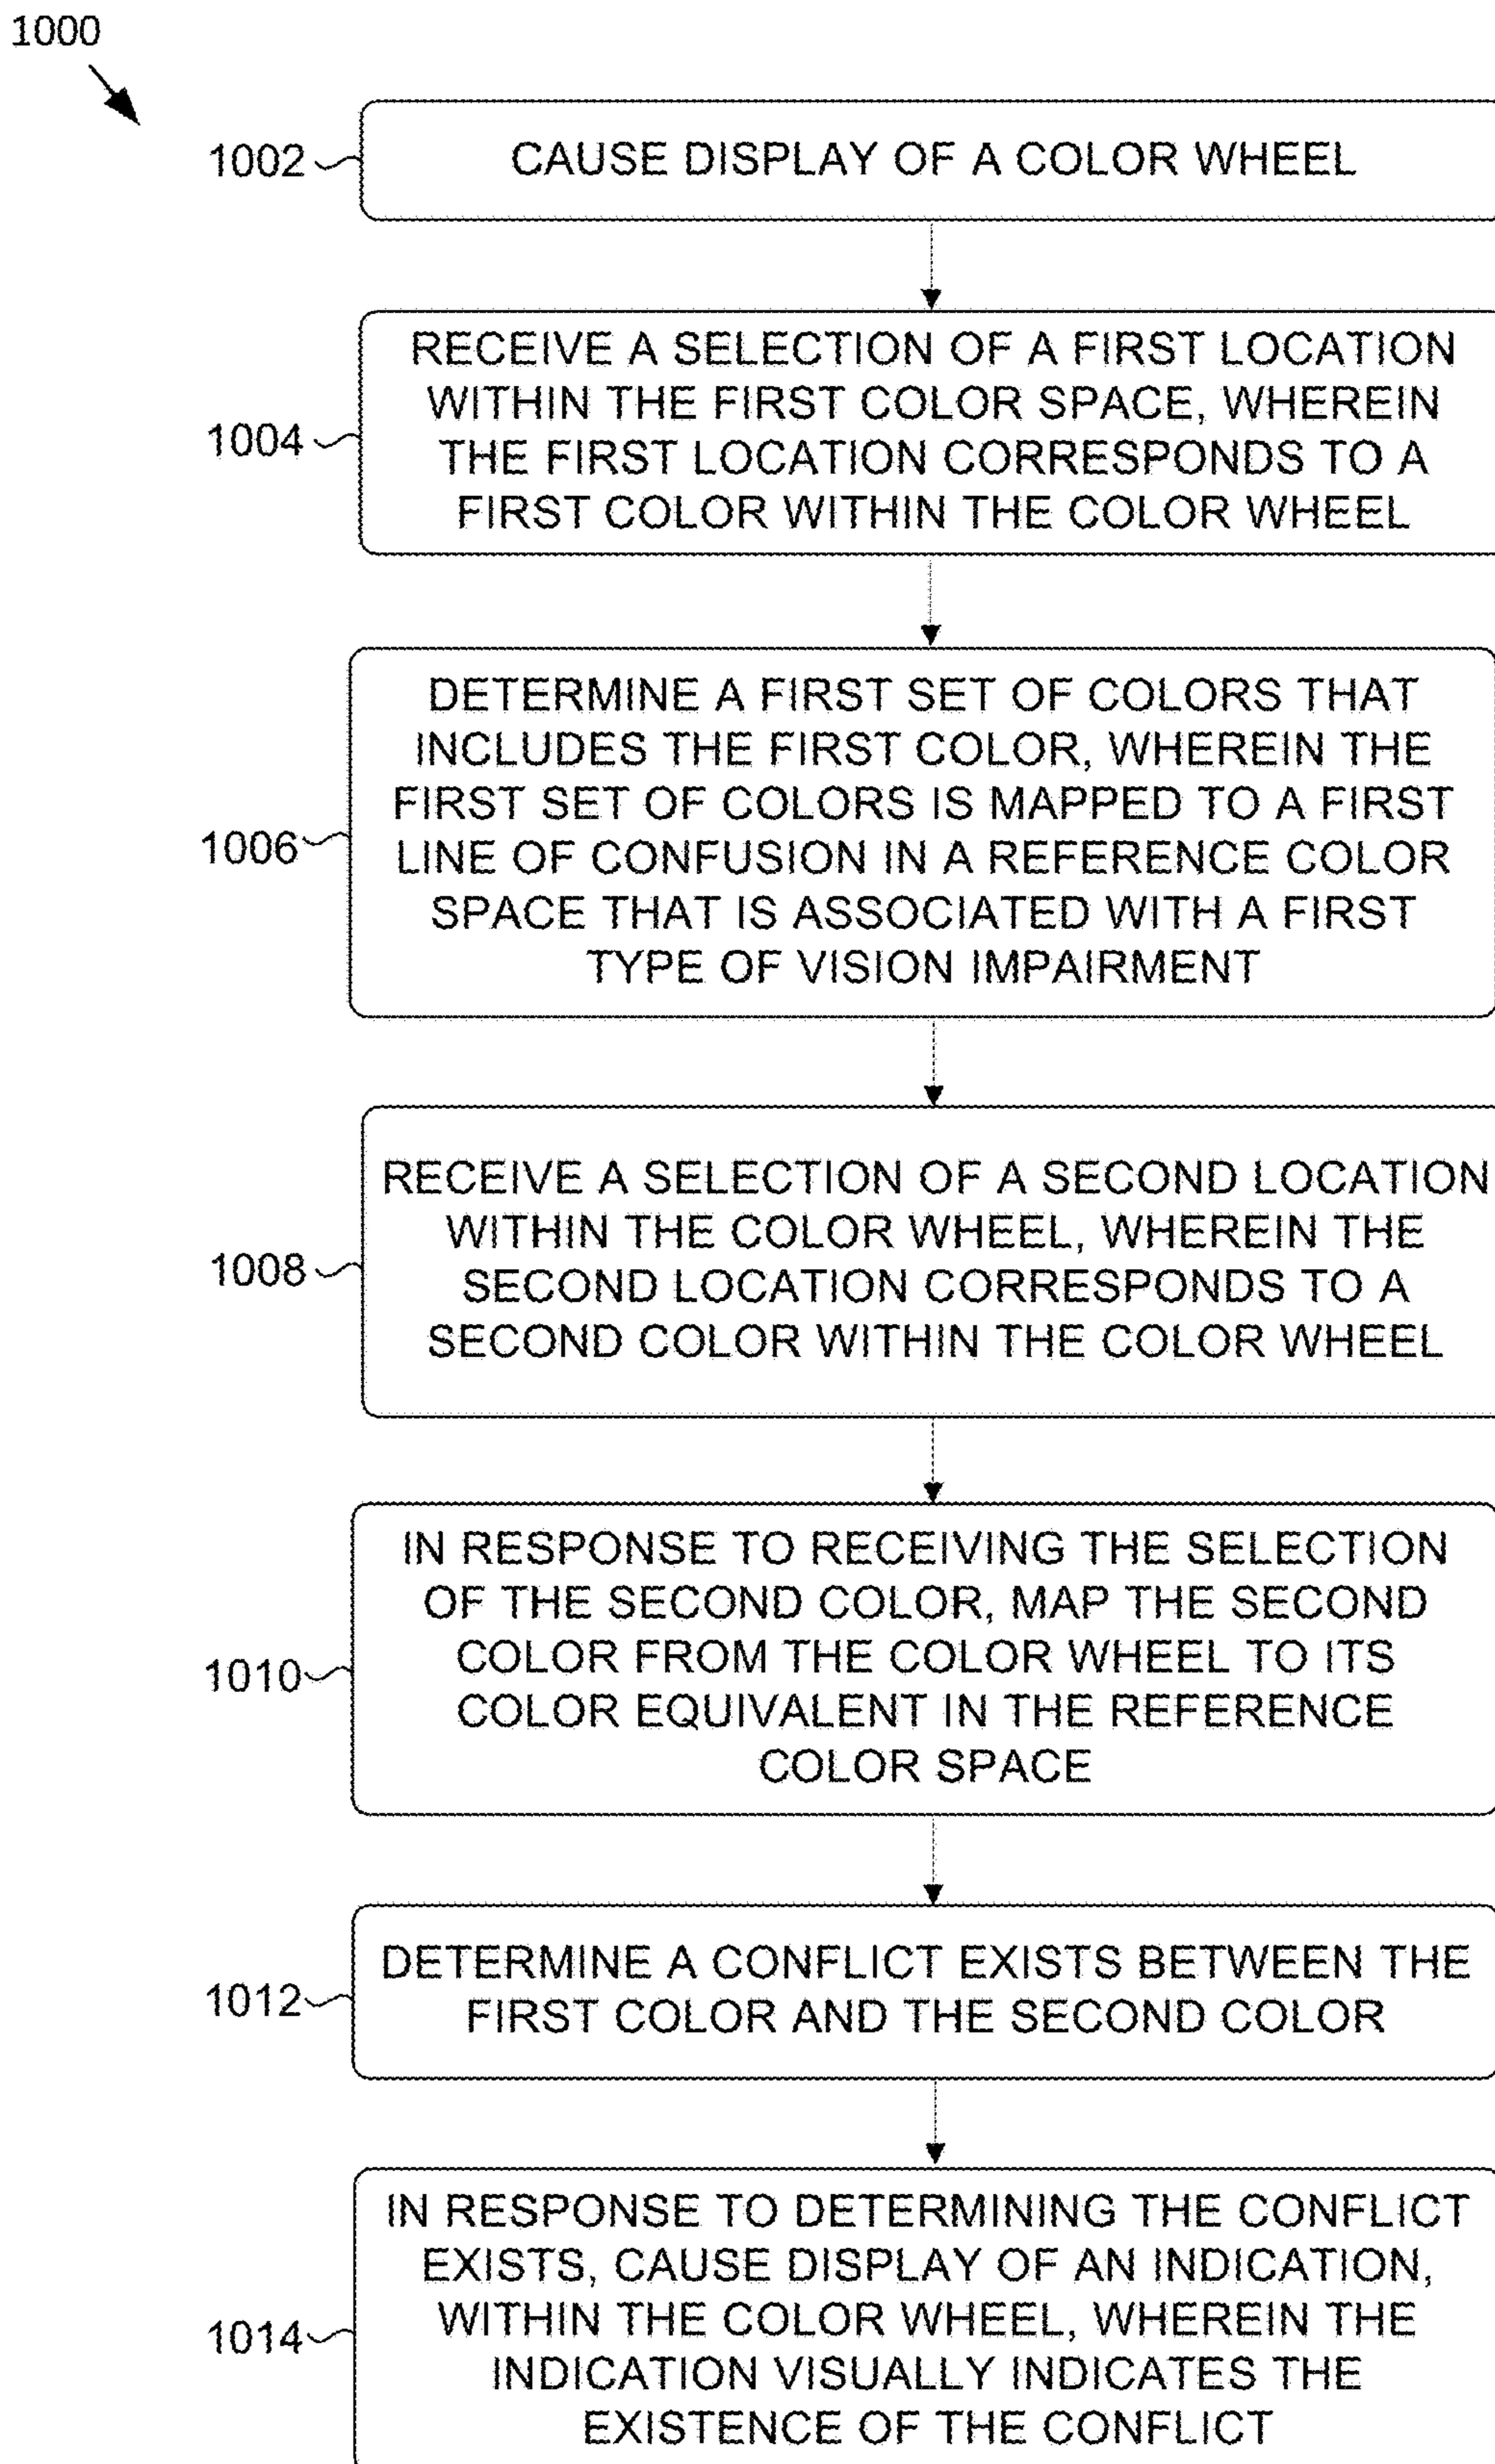 1000
1002
CAUSE DISPLAY OF A COLOR WHEEL
1004
RECEIVE A SELECTION OF A FIRST LOCATION
WITHIN THE FIRST COLOR SPACE, WHEREIN
THE FIRST LOCATION CORRESPONDS TO A
FIRST COLOR WITHIN THE COLOR WHEEL
1006
DETERMINE A FIRST SET OF COLORS THAT
INCLUDES THE FIRST COLOR, WHEREIN THE
FIRST SET OF COLORS IS MAPPED TO A FIRST
LINE OF CONFUSION IN A REFERENCE COLOR
SPACE THAT IS ASSOCIATED WITH A FIRST
TYPE OF VISION IMPAIRMENT
1008
RECEIVE A SELECTION OF A SECOND LOCATION
WITHIN THE COLOR WHEEL, WHEREIN THE
SECOND LOCATION CORRESPONDS TO A
SECOND COLOR WITHIN THE COLOR WHEEL
1010
IN RESPONSE TO RECEIVING THE SELECTION
OF THE SECOND COLOR, MAP THE SECOND
COLOR FROM THE COLOR WHEEL TO ITS
COLOR EQUIVALENT IN THE REFERENCE
COLOR SPACE
1012
DETERMINE A CONFLICT EXISTS BETWEEN THE
FIRST COLOR AND THE SECOND COLOR
1014
IN RESPONSE TO DETERMINING THE CONFLICT
EXISTS, CAUSE DISPLAY OF AN INDICATION,
WITHIN THE COLOR WHEEL, WHEREIN THE
INDICATION VISUALLY INDICATES THE
EXISTENCE OF THE CONFLICT